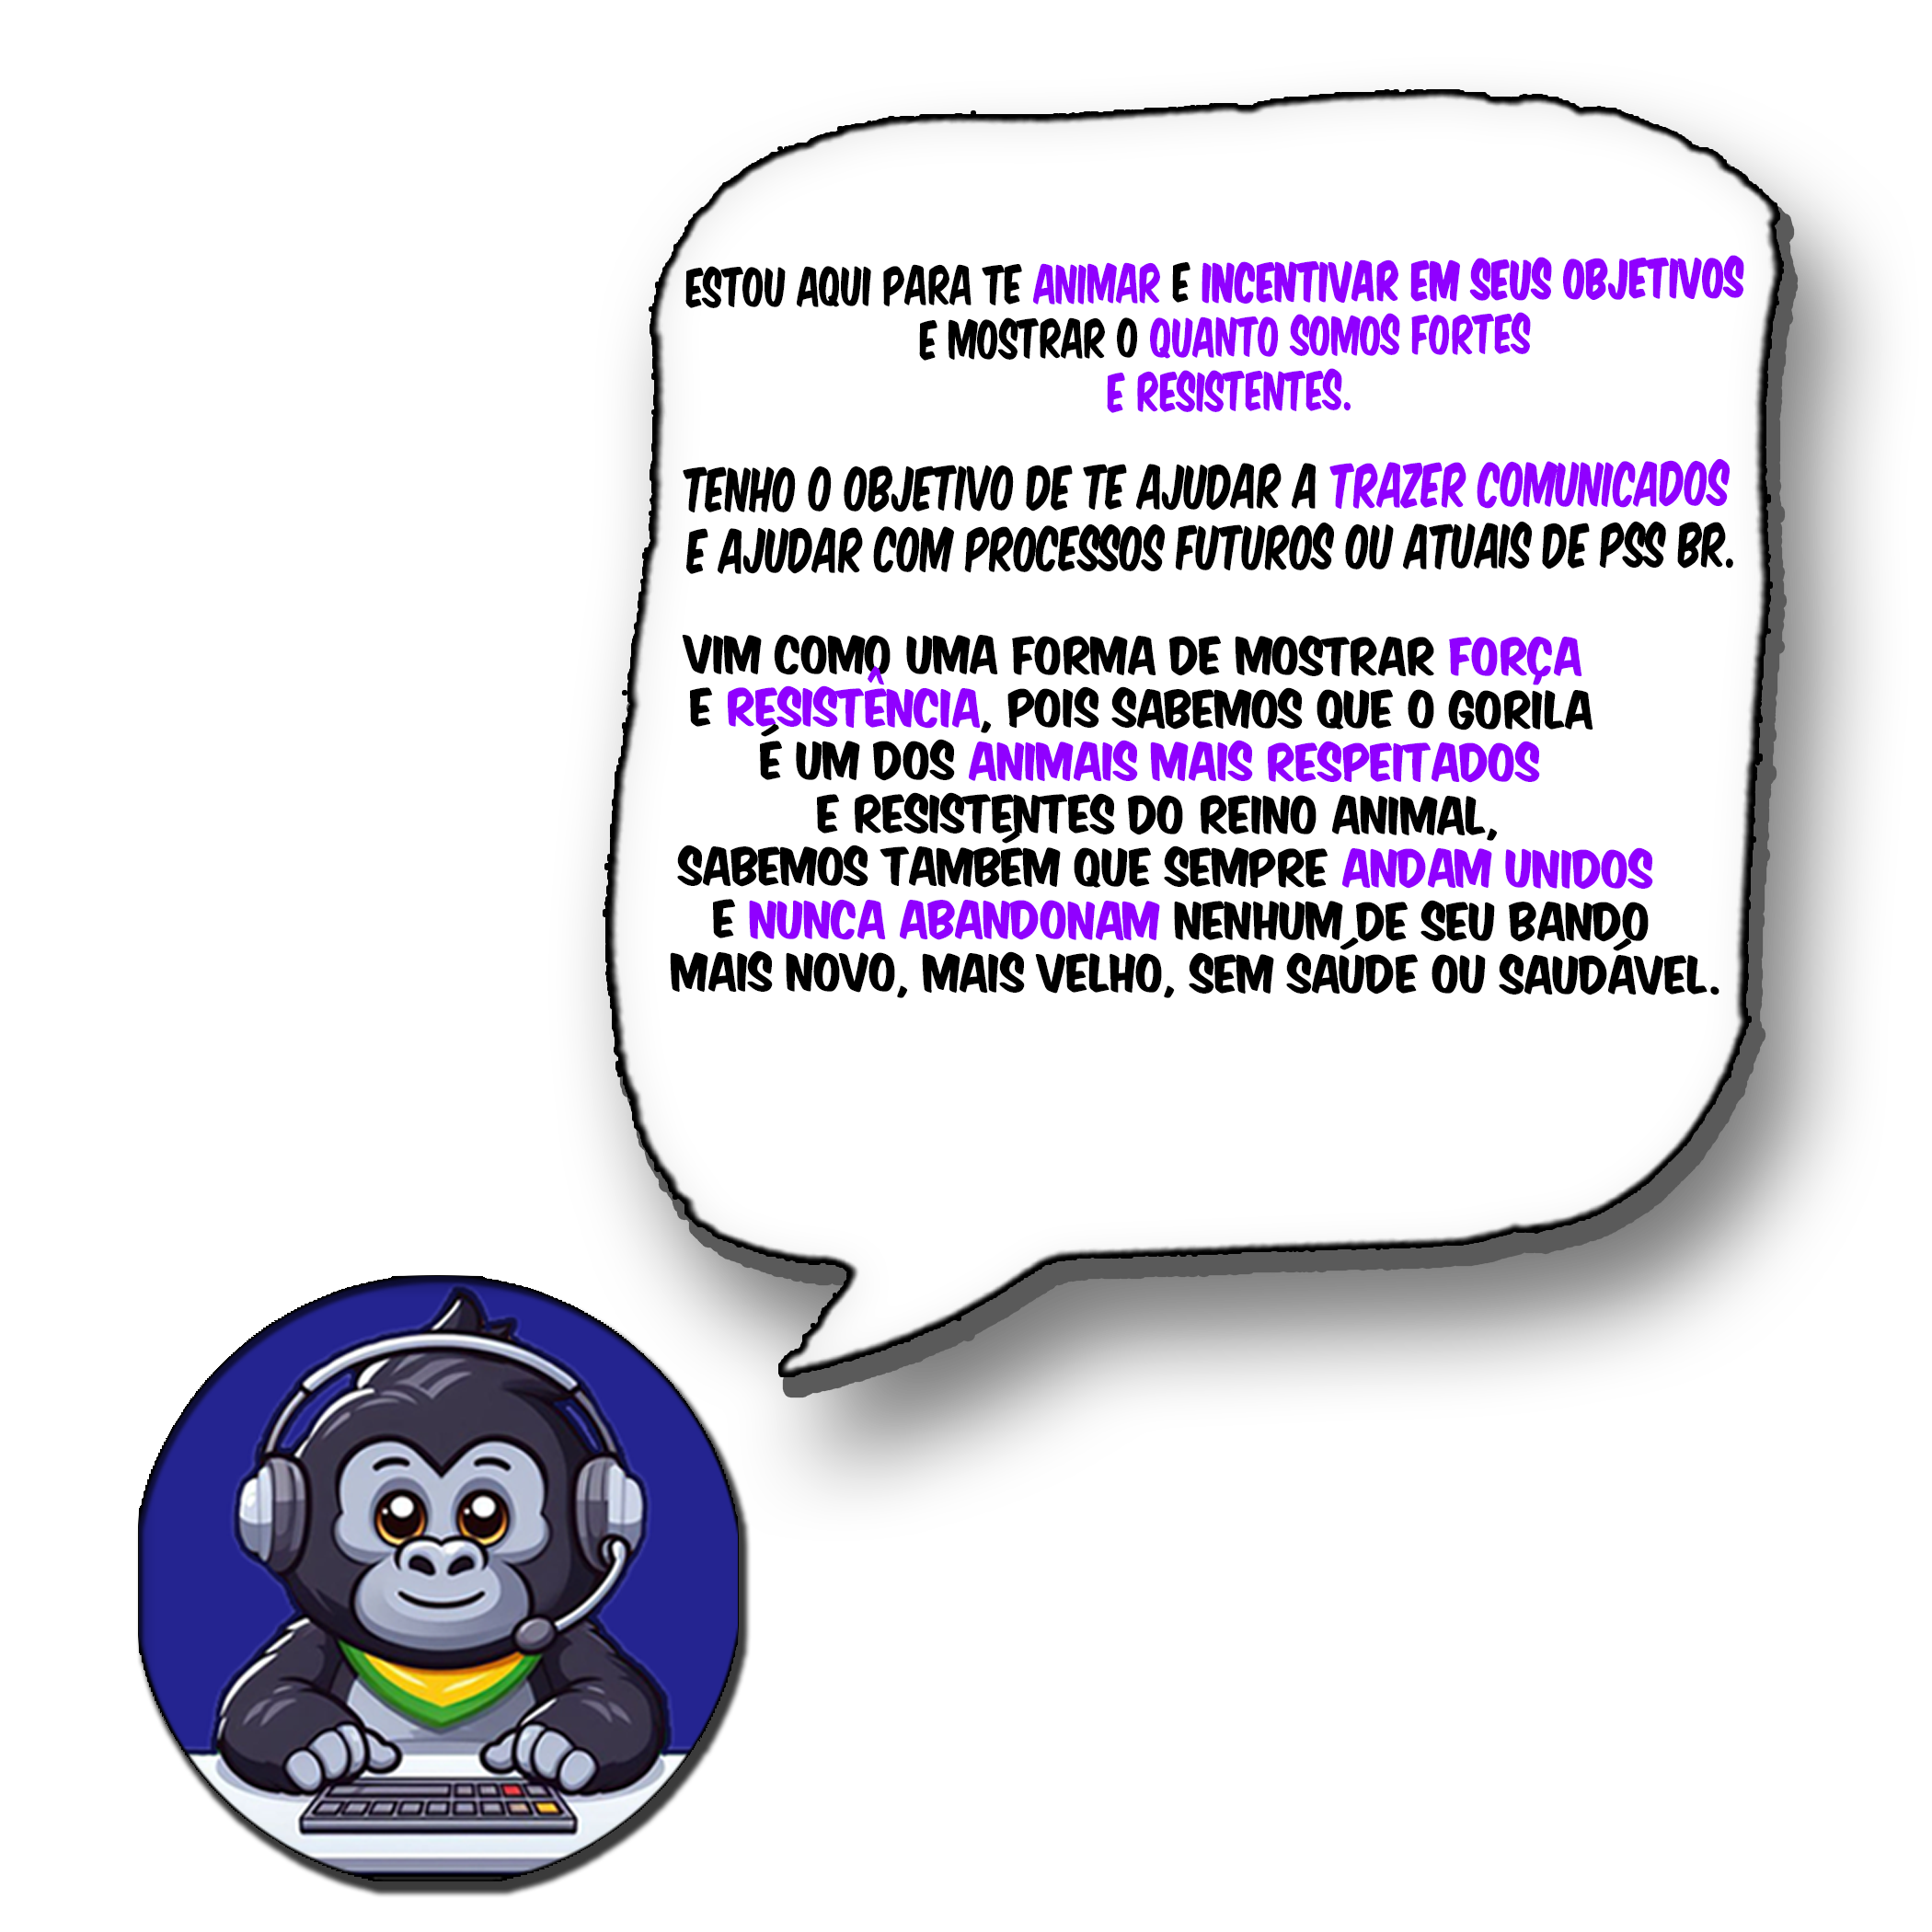 ESTOU AQUI PARA TE ANIMAR E INCENTIVAR EM SEUS OBJETIVOS
E MOSTRAR O QUANTO SOMOS FORTES
E RESISTENTES.
TENHO O OBJETIVO DE TE AJUDAR A TRAZER COMUNICADOS
E AJUDAR COM PROCESSOS FUTUROS OU ATUAIS DE PSS BR.
VIM COMO UMA FORMA DE MOSTRAR FORÇA
E RESISTÊNCIA, POIS SABEMOS QUE O GORILA
É UM DOS ANIMAIS MAIS RESPEITADOS
E RESISTENTES DO REINO ANIMAL,
SABEMOS TAMBÉM QUE SEMPRE ANDAM UNIDOS
E NUNCA ABANDONAM NENHUM DE SEU BANDO
MAIS NOVO, MAIS VELHO, SEM SAÚDE OU SAUDÁVEL.